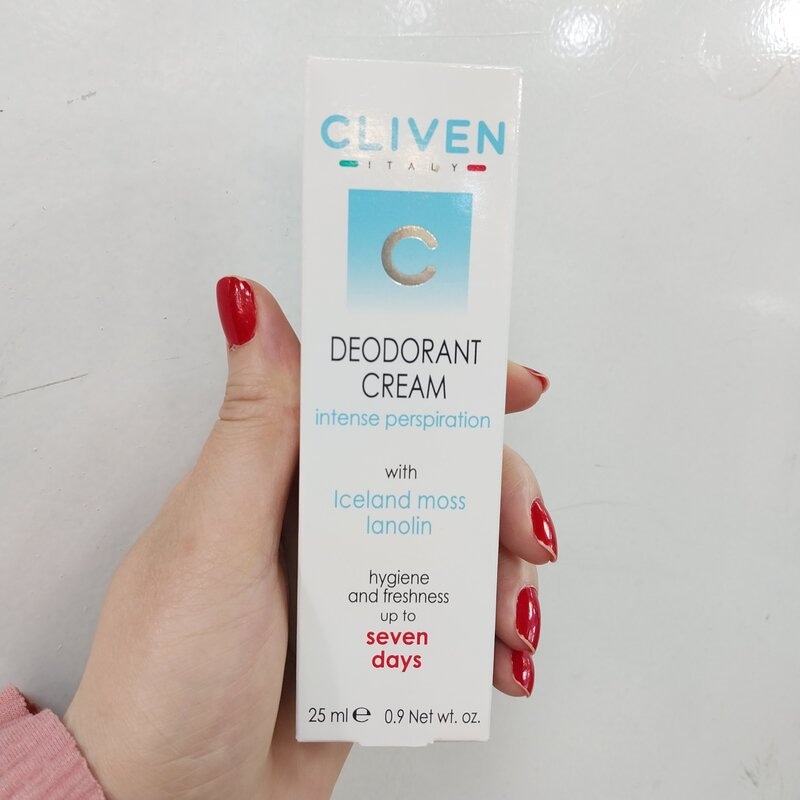 CLIVEN
ITALY
C
DEODORANT
CREAM
intense perspiration
with
Iceland moss
lanolin
hygiene
and freshness
up to
seven
days
25 ml ℮ 0.9 Net wt. oz.